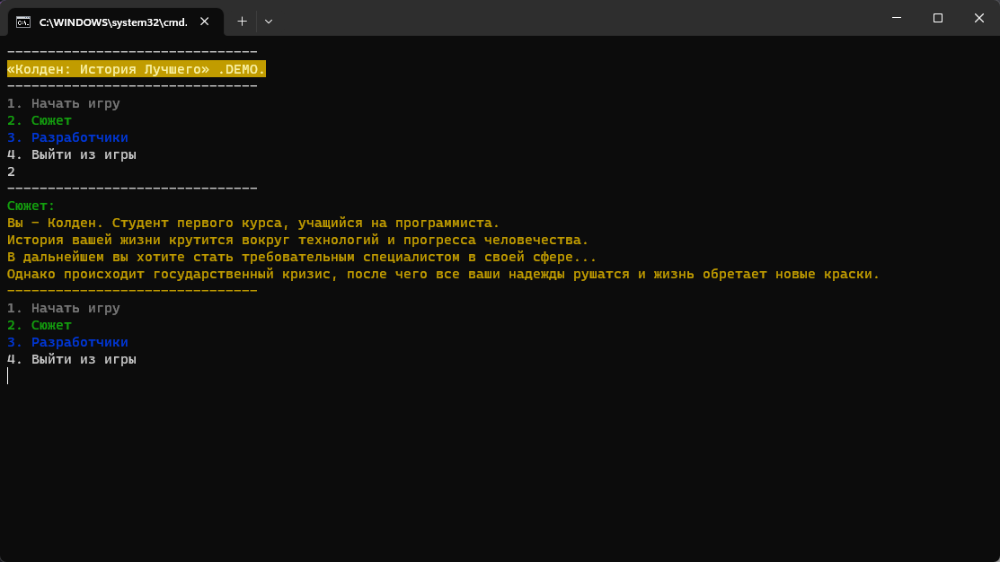 C:\WINDOWS\system32\cmd.
-------------------------------
«Колден: История Лучшего» .DEMO.
-------------------------------
1. Начать игру
2. Сюжет
3. Разработчики
4. Выйти из игры
2
-------------------------------
Сюжет:
Вы – Колден. Студент первого курса, учащийся на программиста.
История вашей жизни крутится вокруг технологий и прогресса человечества.
В дальнейшем вы хотите стать требовательным специалистом в своей сфере...
Однако происходит государственный кризис, после чего все ваши надежды рушатся и жизнь обретает новые краски.
-------------------------------
1. Начать игру
2. Сюжет
3. Разработчики
4. Выйти из игры